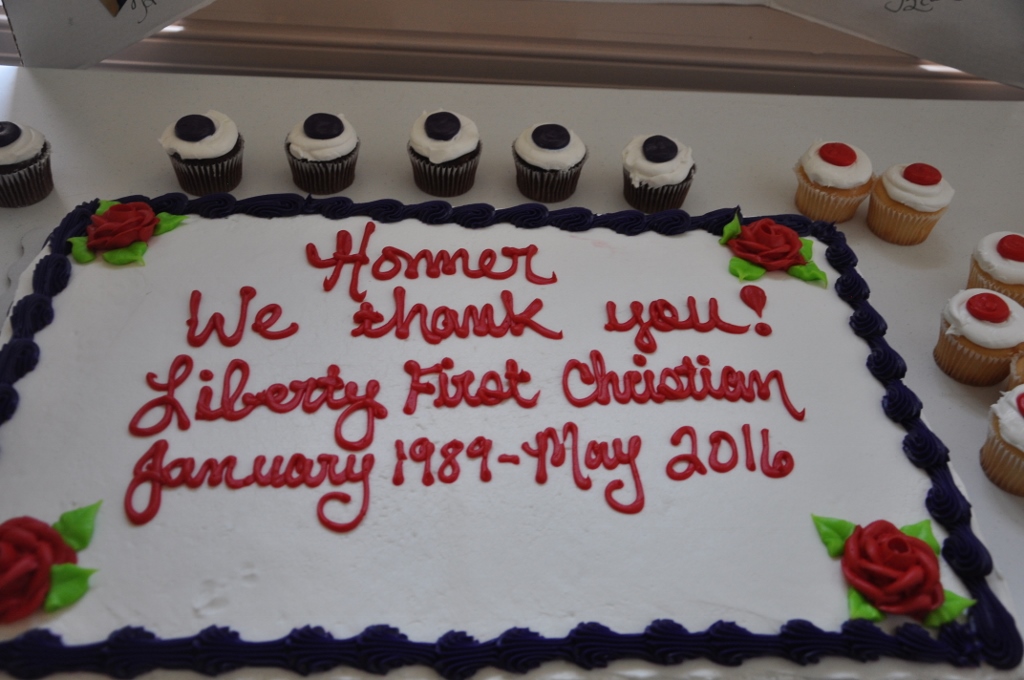 Homer
We thank you!
Liberty First Christian
January 1989-May 2016